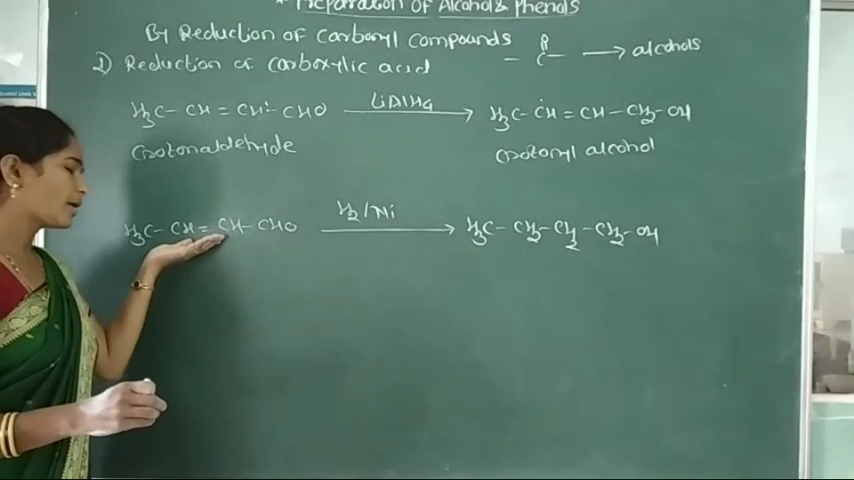 * Preparation of Alcohols & Phenols
By Reduction of carbonyl compounds - C(=O)- → alcohols
2) Reduction of carboxylic acid
H3C- CH = CH- CHO LiAlH4 → H3C- CH = CH- CH2- OH
Crotonaldehyde crotonyl alcohol
H3C- CH = CH- CHO H2/Ni → H3C- CH2- CH2- CH2- OH